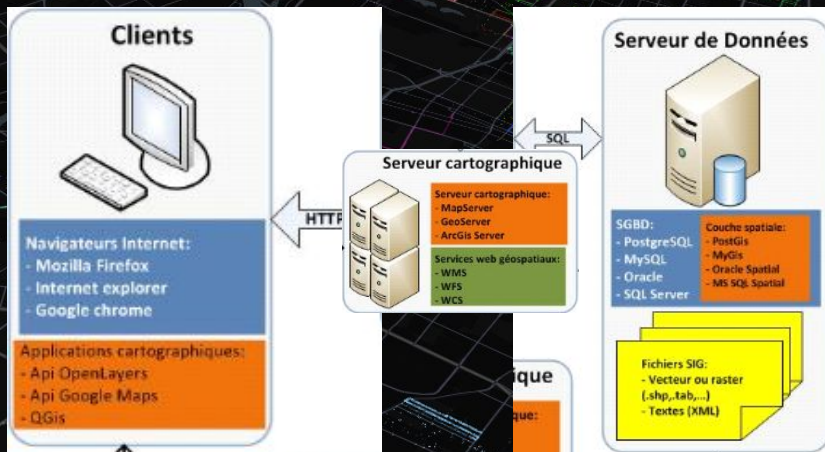 Clients
Navigateurs Internet:
- Mozilla Firefox
- Internet explorer
- Google chrome
Applications cartographiques:
- Api OpenLayers
- Api Google Maps
- QGis
HTTP
Serveur cartographique
Serveur cartographique:
- MapServer
- GeoServer
- ArcGis Server
Services web géospatiaux:
- WMS
- WFS
- WCS
ique
que:
SQL
Serveur de Données
SGBD:
- PostgreSQL
- MySQL
- Oracle
- SQL Server
Couche spatiale:
- PostGis
- MyGis
- Oracle Spatial
- MS SQL Spatial
Fichiers SIG:
- Vecteur ou raster
(.shp,.tab,...)
- Textes (XML)